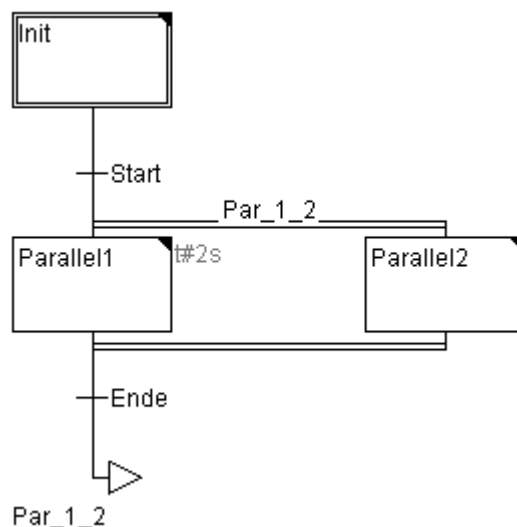 Init
Start
Par_1_2
Parallel1
t#2s
Parallel2
Ende
Par_1_2